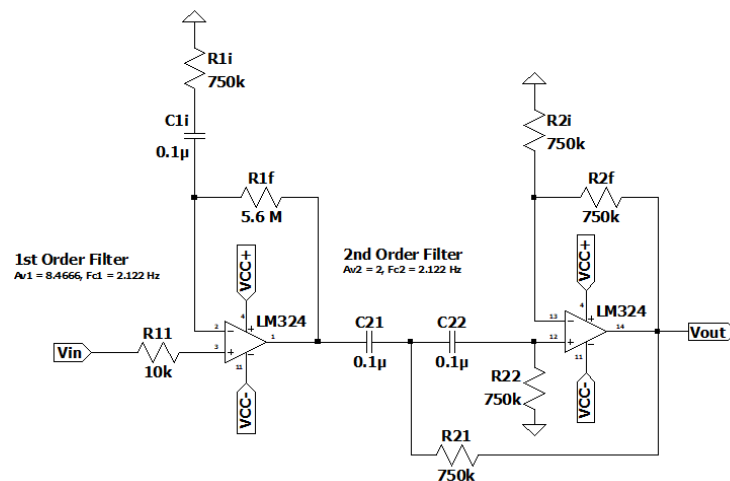 R1i
750k
C1i
0.1µ
R1f
5.6 M
1st Order Filter
Av1 = 8.4666, Fc1 = 2.122 Hz
VCC+
4
LM324
2
3
1
11
VCC-
Vin
R11
10k
2nd Order Filter
Av2 = 2, Fc2 = 2.122 Hz
C21
0.1µ
C22
0.1µ
R22
750k
R21
750k
R2i
750k
R2f
750k
VCC+
4
LM324
13
12
14
11
VCC-
Vout